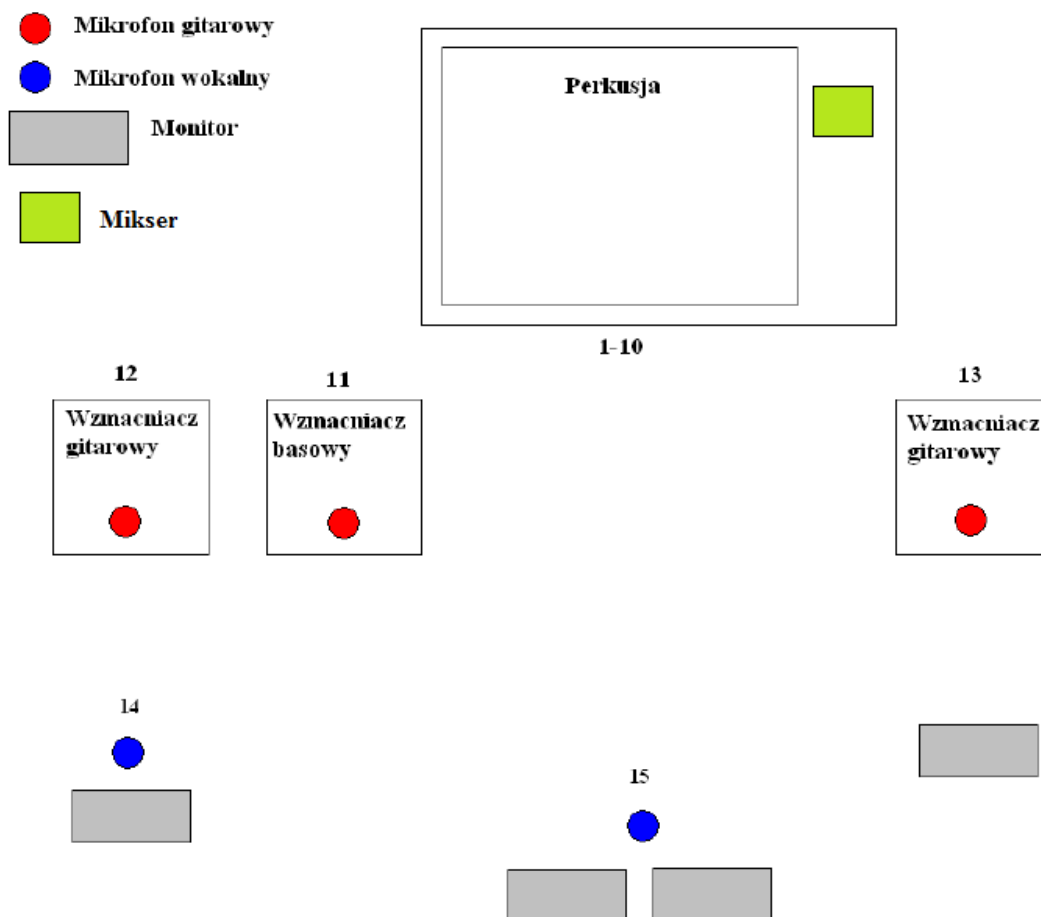 Mikrofon gitarowy
Mikrofon wokalny
Monitor
Mikser
Perkusja
1-10
12
11
13
Wzmacniacz
gitarowy
Wzmacniacz
basowy
Wzmacniacz
gitarowy
14
15